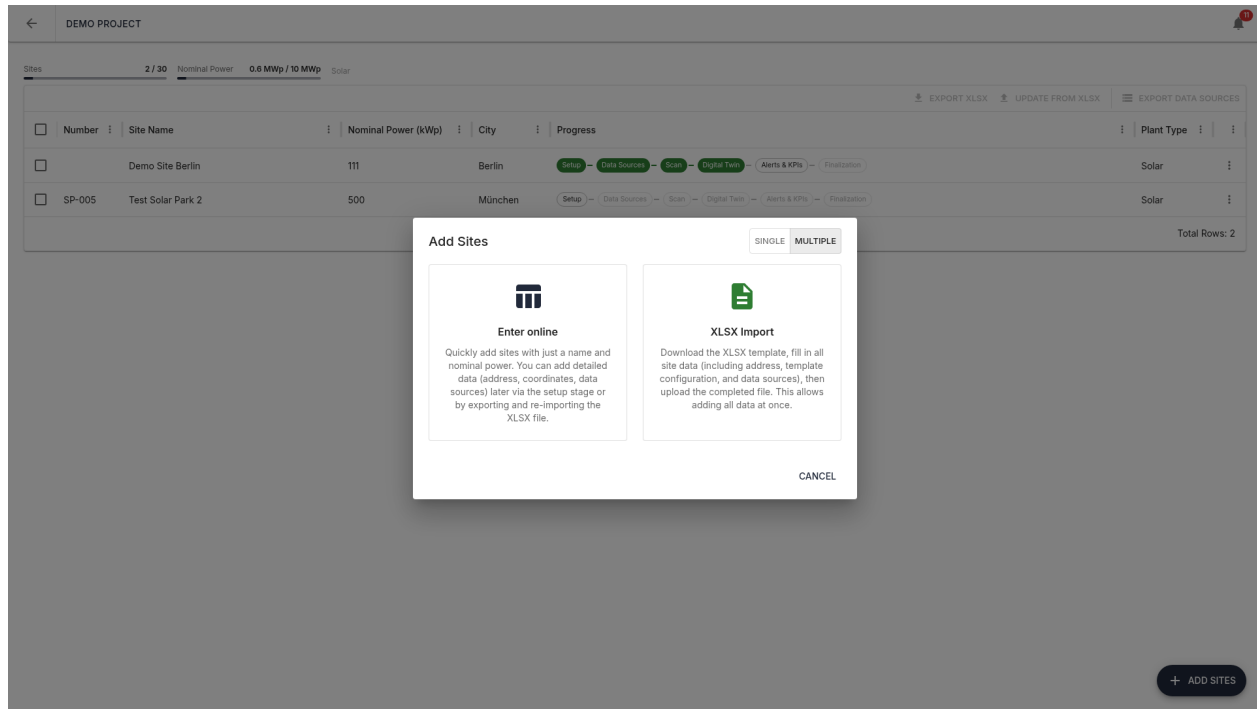 DEMO PROJECT
11
Sites 2 / 30 Nominal Power 0.6 MWp / 10 MWp Solar
EXPORT XLSX UPDATE FROM XLSX EXPORT DATA SOURCES
Number Site Name Nominal Power (kWp) City Progress Plant Type
Demo Site Berlin 111 Berlin Setup Data Sources Scan Digital Twin Alerts & KPIs Finalization Solar
SP-005 Test Solar Park 2 500 München Setup Data Sources Scan Digital Twin Alerts & KPIs Finalization Solar
Total Rows: 2
Add Sites SINGLE MULTIPLE
Enter online
Quickly add sites with just a name and
nominal power. You can add detailed
data (address, coordinates, data
sources) later via the setup stage or
by exporting and re-importing the
XLSX file.
XLSX Import
Download the XLSX template, fill in all
site data (including address, template
configuration, and data sources), then
upload the completed file. This allows
adding all data at once.
CANCEL
ADD SITES